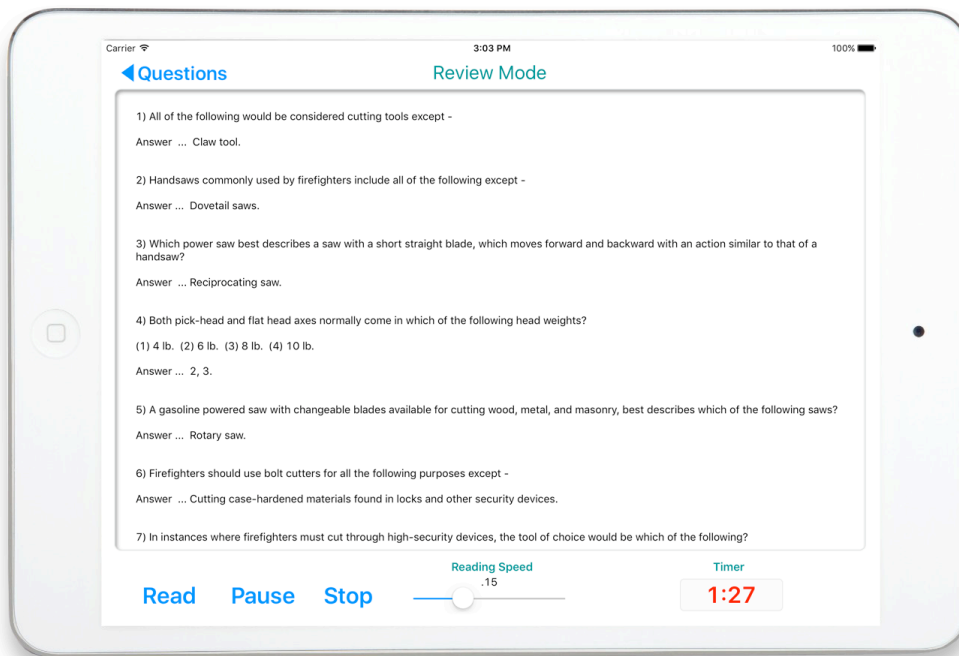 Carrier
3:03 PM
100%
Questions
Review Mode
1) All of the following would be considered cutting tools except -
Answer ... Claw tool.
2) Handsaws commonly used by firefighters include all of the following except -
Answer ... Dovetail saws.
3) Which power saw best describes a saw with a short straight blade, which moves forward and backward with an action similar to that of a
handsaw?
Answer ... Reciprocating saw.
4) Both pick-head and flat head axes normally come in which of the following head weights?
(1) 4 lb. (2) 6 lb. (3) 8 lb. (4) 10 lb.
Answer ... 2, 3.
5) A gasoline powered saw with changeable blades available for cutting wood, metal, and masonry, best describes which of the following saws?
Answer ... Rotary saw.
6) Firefighters should use bolt cutters for all the following purposes except -
Answer ... Cutting case-hardened materials found in locks and other security devices.
7) In instances where firefighters must cut through high-security devices, the tool of choice would be which of the following?
Read
Pause
Stop
Reading Speed
.15
Timer
1:27